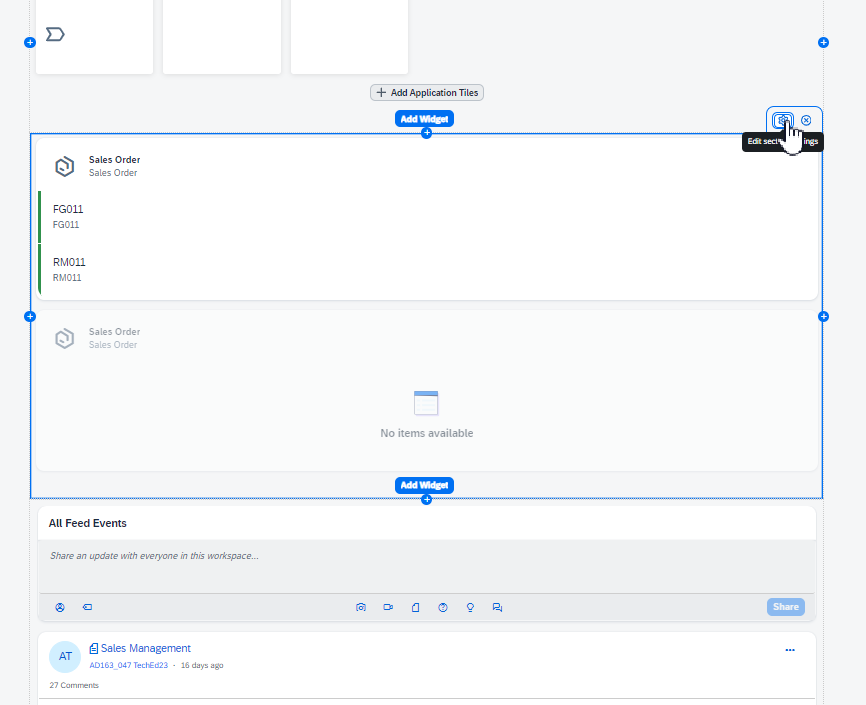 Add Application Tiles
Add Widget
Edit sect ings
Sales Order
Sales Order
FG011
FG011
RM011
RM011
Sales Order
Sales Order
No items available
Add Widget
All Feed Events
Share an update with everyone in this workspace...
Share
AT
Sales Management
AD163_047 TechEd23 · 16 days ago
27 Comments